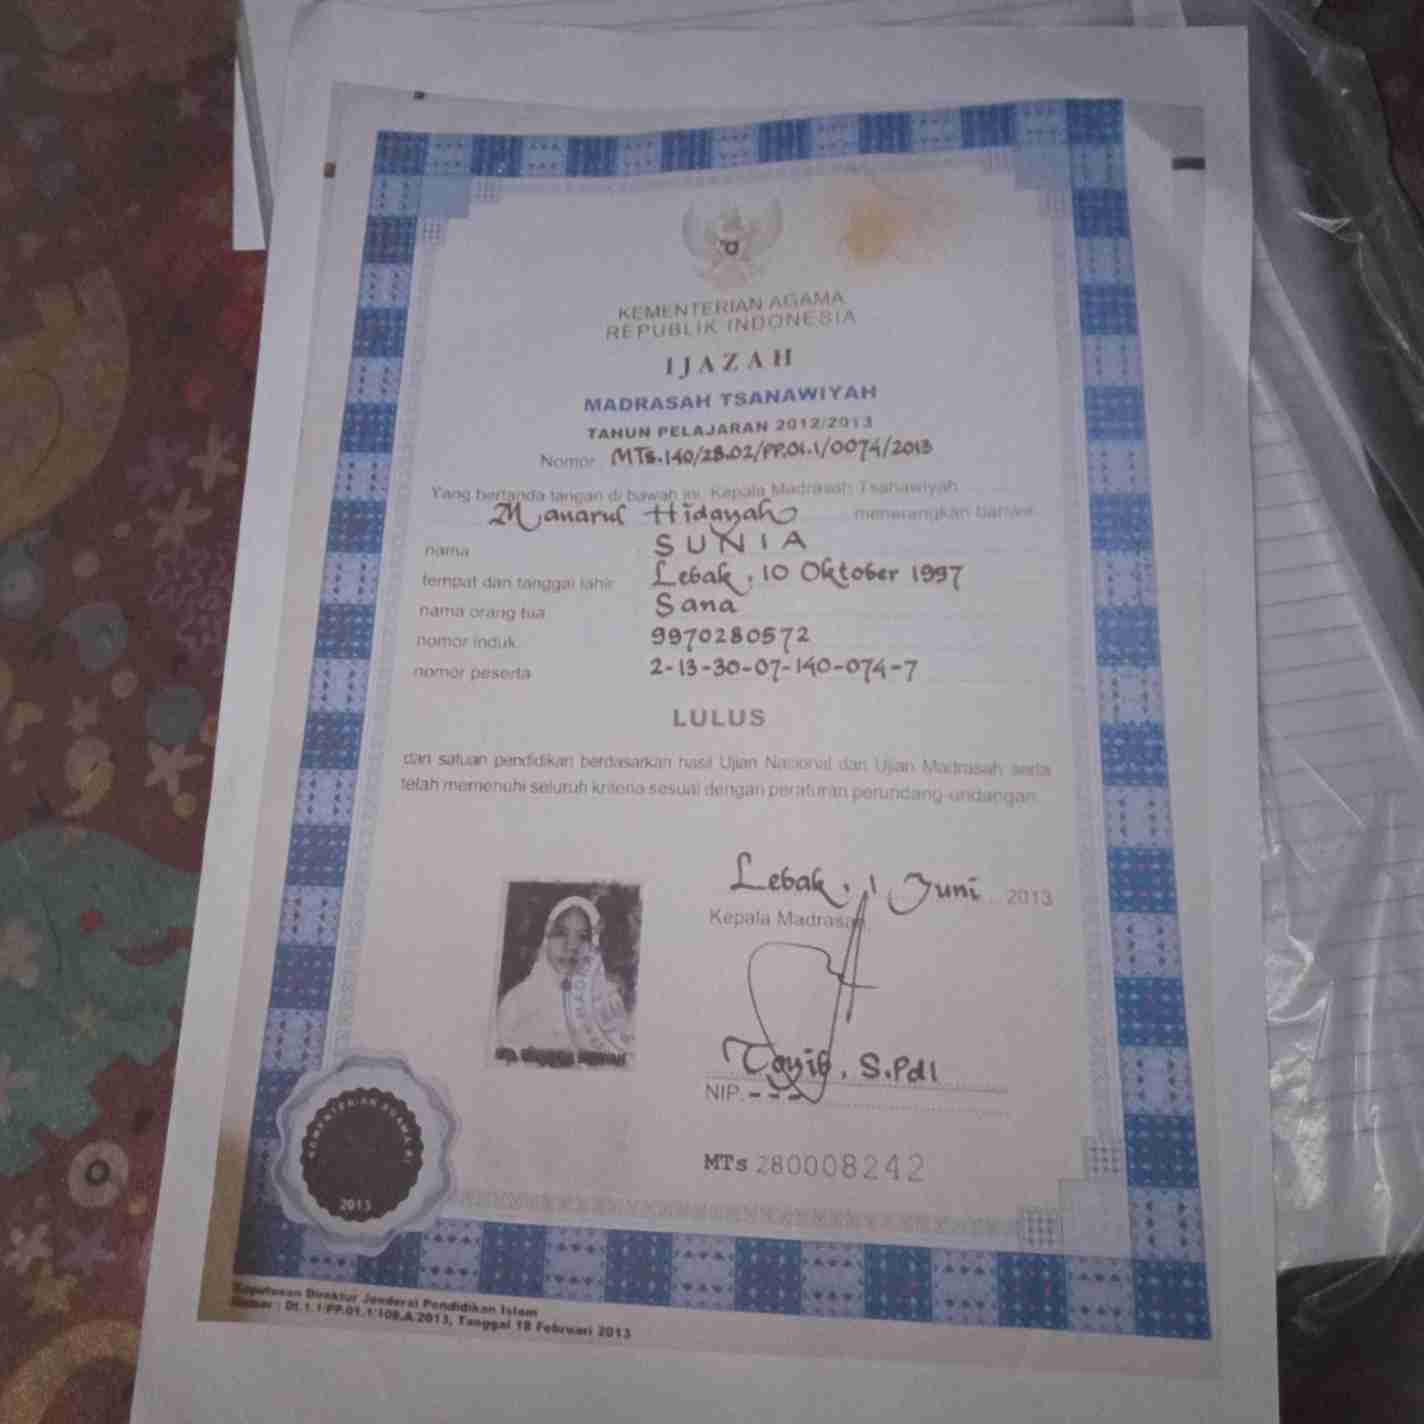 KEMENTERIAN AGAMA
REPUBLIK INDONESIA
IJAZAH
MADRASAH TSANAWIYAH
TAHUN PELAJARAN 2012/2013
Nomor MTs.140/28.02/PP.01.1/0074/2013
Yang bertanda tangan di bawah ini, Kepala Madrasah Tsanawiyah
Manarul Hidayah menerangkan bahwa
nama SUNIA
tempat dan tanggal lahir Lebak, 10 Oktober 1997
nama orang tua Sana
nomor induk 9970280572
nomor peserta 2-13-30-07-140-074-7
LULUS
dari satuan pendidikan berdasarkan hasil Ujian Nasional dan Ujian Madrasah serta
telah memenuhi seluruh kriteria sesuai dengan peraturan perundang-undangan
Lebak, 1 Juni 2013
Kepala Madrasah,
Tayib, S.PdI
NIP. - - -
MTs 280008242
KEMENTERIAN AGAMA RI
2013
Keputusan Direktur Jenderal Pendidikan Islam
Nomor : Dt.1.1/PP.01.1/108.A/2013, Tanggal 18 Februari 2013